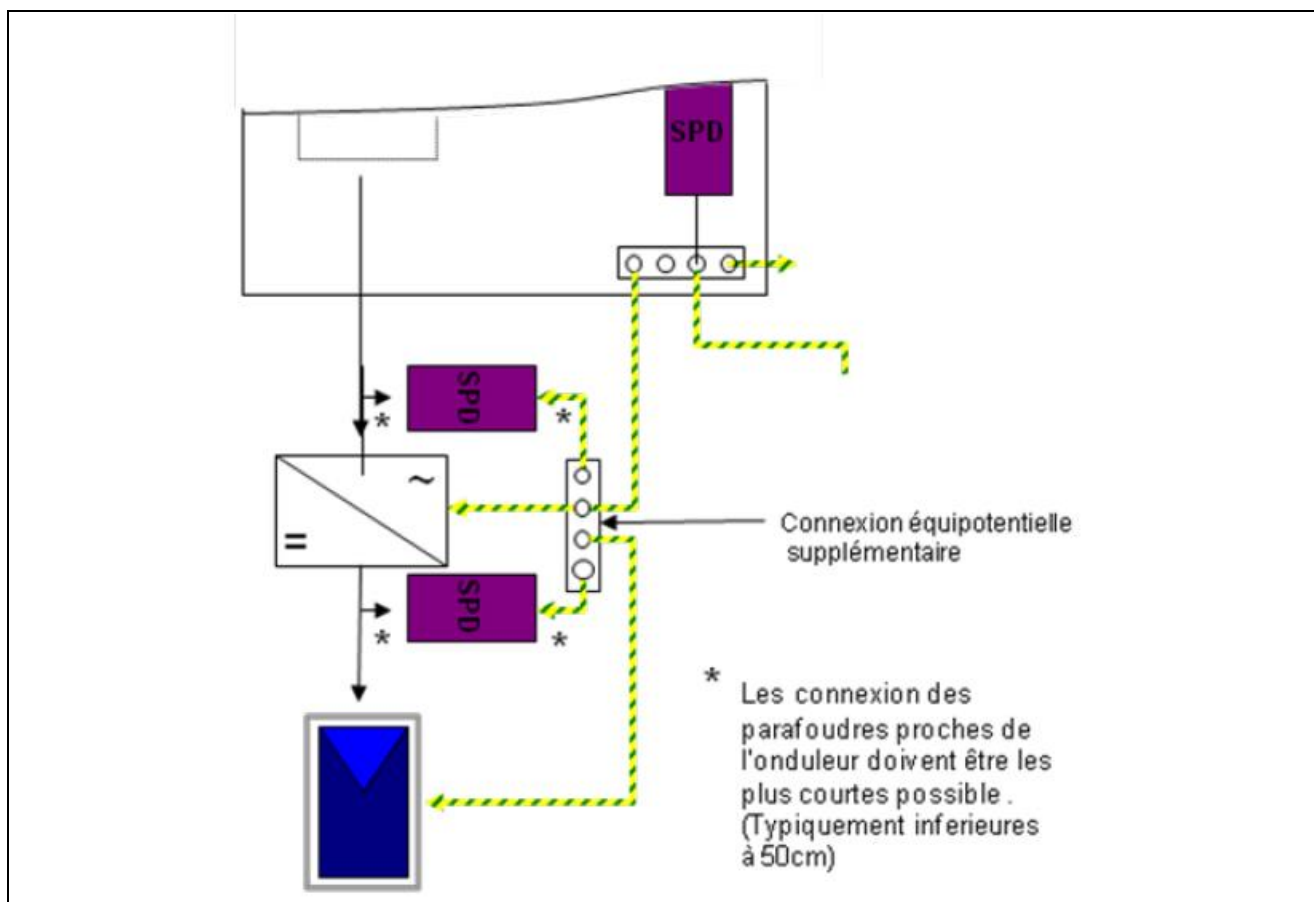 SPD
SPD
*
*
~
=
Connexion équipotentielle
supplémentaire
SPD
*
*
* Les connexion des
parafoudres proches de
l'onduleur doivent être les
plus courtes possible .
(Typiquement inferieures
à 50cm)